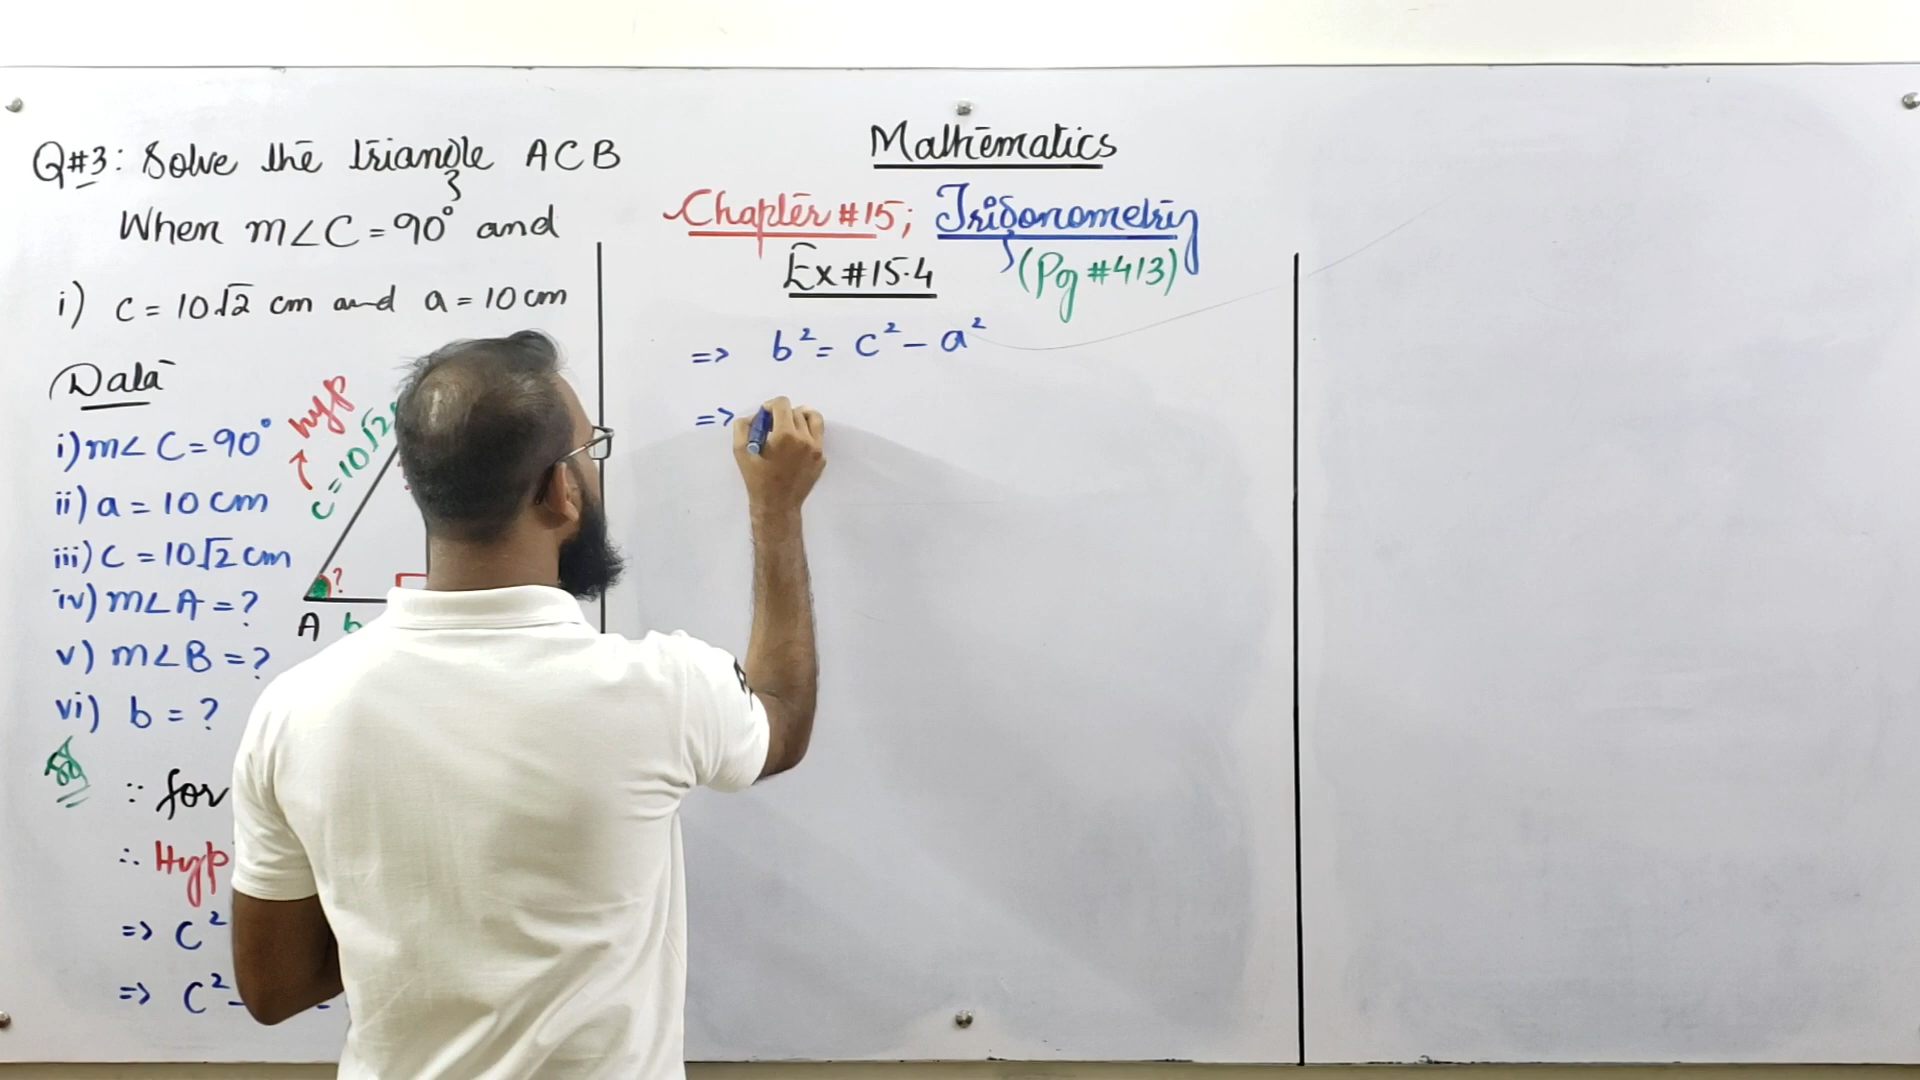 Q#3: Solve the triangle ACB
When m∠C = 90° and
i) c = 10√2 cm and a = 10 cm
Data
i) m∠C = 90°
ii) a = 10 cm
iii) C = 10√2 cm
iv) m∠A = ?
v) m∠B = ?
vi) b = ?
hyp
c = 10√2
?
A b
∵ for
∴ Hyp
=> C²
=> C² -
Mathematics
Chapter #15; Trigonometry
Ex #15.4 (Pg #413)
=> b² = c² - a²
=>